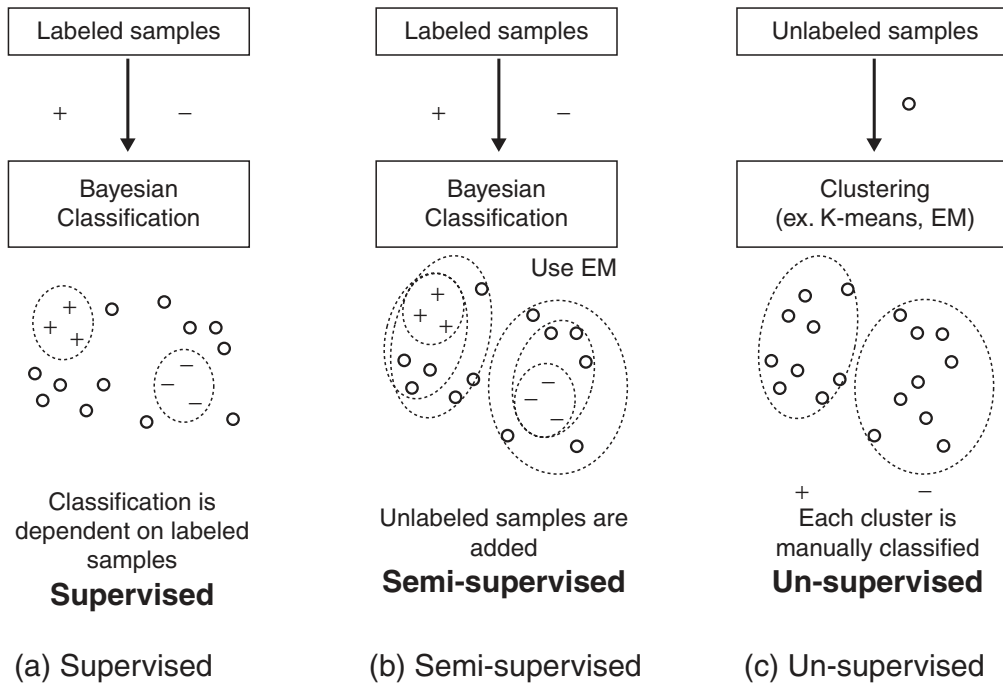 Labeled samples
+ −
Bayesian
Classification
+
+
+
−
−
−
Classification is
dependent on labeled
samples
Supervised
(a) Supervised
Labeled samples
+ −
Bayesian
Classification
Use EM
+
+
+
−
−
−
Unlabeled samples are
added
Semi-supervised
(b) Semi-supervised
Unlabeled samples
Clustering
(ex. K-means, EM)
+ −
Each cluster is
manually classified
Un-supervised
(c) Un-supervised